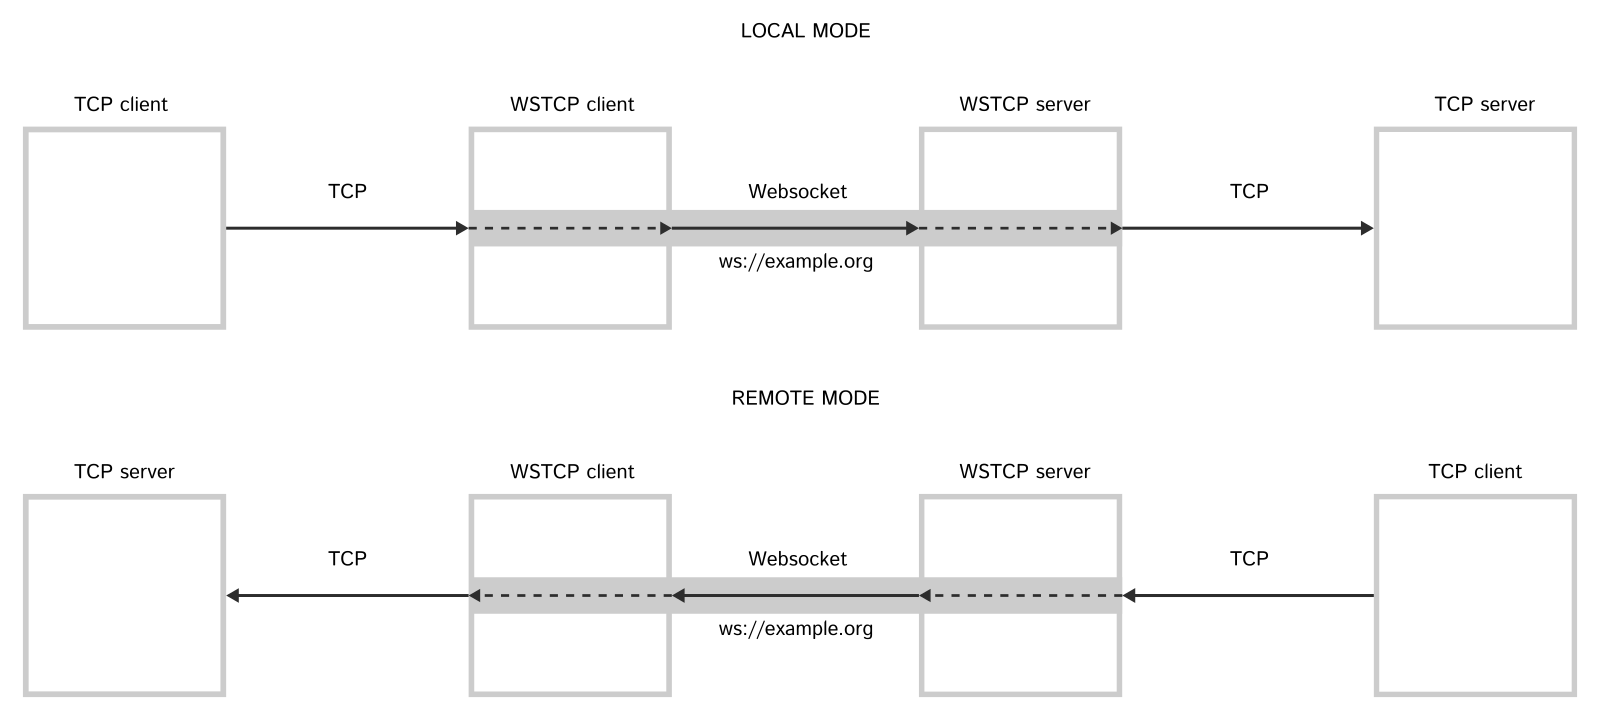 LOCAL MODE
TCP client
WSTCP client
WSTCP server
TCP server
TCP
Websocket
TCP
ws://example.org
REMOTE MODE
TCP server
WSTCP client
WSTCP server
TCP client
TCP
Websocket
TCP
ws://example.org